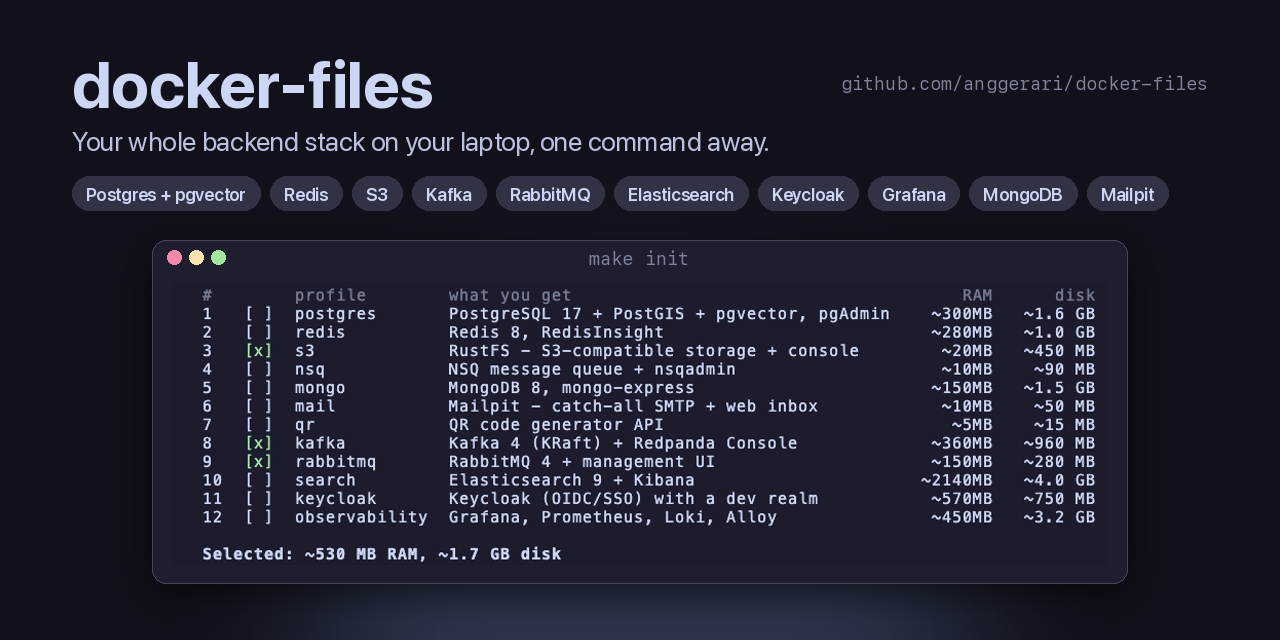 docker-files
github.com/anggerari/docker-files
Your whole backend stack on your laptop, one command away.
Postgres + pgvector Redis S3 Kafka RabbitMQ Elasticsearch Keycloak Grafana MongoDB Mailpit
make init
# profile what you get RAM disk
1 [ ] postgres PostgreSQL 17 + PostGIS + pgvector, pgAdmin ~300MB ~1.6 GB
2 [ ] redis Redis 8, RedisInsight ~280MB ~1.0 GB
3 [x] s3 RustFS – S3-compatible storage + console ~20MB ~450 MB
4 [ ] nsq NSQ message queue + nsqadmin ~10MB ~90 MB
5 [ ] mongo MongoDB 8, mongo-express ~150MB ~1.5 GB
6 [ ] mail Mailpit – catch-all SMTP + web inbox ~10MB ~50 MB
7 [ ] qr QR code generator API ~5MB ~15 MB
8 [x] kafka Kafka 4 (KRaft) + Redpanda Console ~360MB ~960 MB
9 [x] rabbitmq RabbitMQ 4 + management UI ~150MB ~280 MB
10 [ ] search Elasticsearch 9 + Kibana ~2140MB ~4.0 GB
11 [ ] keycloak Keycloak (OIDC/SSO) with a dev realm ~570MB ~750 MB
12 [ ] observability Grafana, Prometheus, Loki, Alloy ~450MB ~3.2 GB
Selected: ~530 MB RAM, ~1.7 GB disk